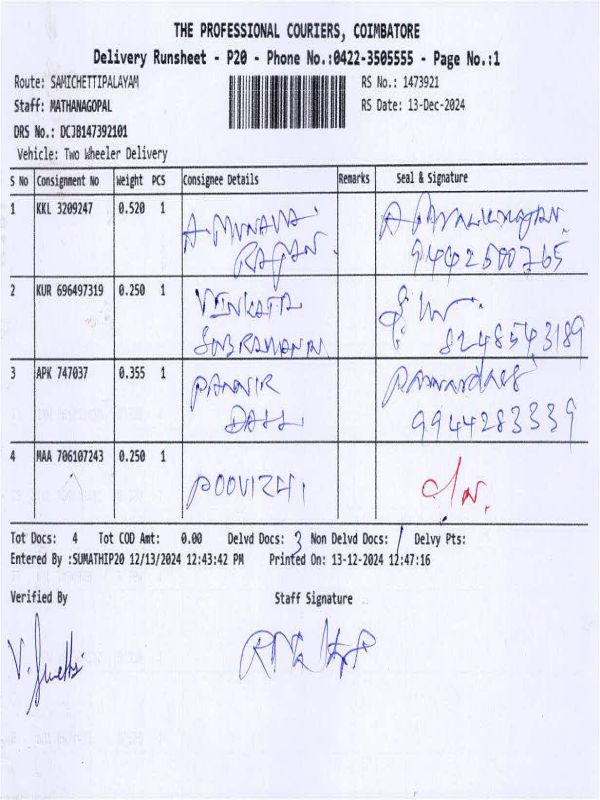 THE PROFESSIONAL COURIERS, COIMBATORE
Delivery Runsheet - P20 - Phone No.:0422-3505555 - Page No.:1
Route: SAMICHETTIPALAYAM
RS No.: 1473921
Staff: MATHANAGOPAL
RS Date: 13-Dec-2024
DRS No.: DCJB147392101
Vehicle: Two Wheeler Delivery
S No Consignment No Weight PCS Consignee Details Remarks Seal & Signature
1 KKL 3209247 0.520 1
RAJAN.
9442500765
2 KUR 696497319 0.250 1 VENKATA
SUBRAMANIN 8248543189
3 APK 747037 0.355 1 PANNIR
DASS 9944283339
4 MAA 706107243 0.250 1 POOVIZHI
Tot Docs: 4 Tot COD Amt: 0.00 Delvd Docs: 3 Non Delvd Docs: 1 Delvy Pts:
Entered By :SUMATHIP20 12/13/2024 12:43:42 PM Printed On: 13-12-2024 12:47:16
Verified By Staff Signature